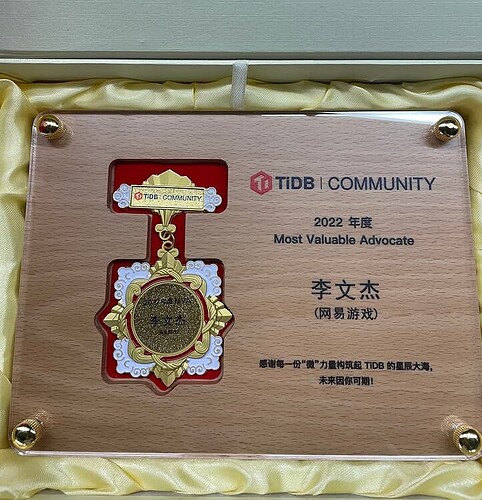 TiDB | COMMUNITY
TiDB | COMMUNITY
2022 年度
Most Valuable Advocate
李文杰
(网易游戏)
李文杰
感谢每一份“微”力量构筑起 TiDB 的星辰大海，
未来因你可期！